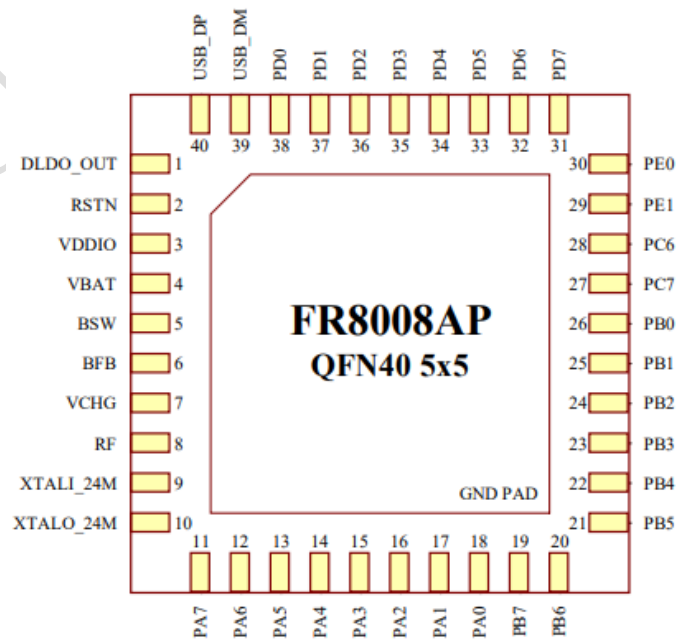 USB_DP
USB_DM
PD0
PD1
PD2
PD3
PD4
PD5
PD6
PD7
40 39 38 37 36 35 34 33 32 31
DLDO_OUT 1
RSTN 2
VDDIO 3
VBAT 4
BSW 5
BFB 6
VCHG 7
RF 8
XTALI_24M 9
XTALO_24M 10
FR8008AP
QFN40 5x5
GND PAD
30 PE0
29 PE1
28 PC6
27 PC7
26 PB0
25 PB1
24 PB2
23 PB3
22 PB4
21 PB5
11 12 13 14 15 16 17 18 19 20
PA7
PA6
PA5
PA4
PA3
PA2
PA1
PA0
PB7
PB6